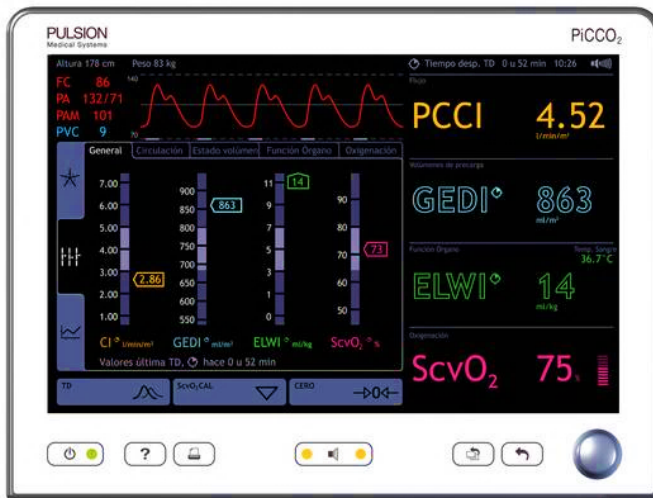 PULSION
Medical Systems
PiCCO₂
Altura 178 cm Peso 83 kg
Tiempo desp. TD 0 u 52 min 10:26
FC 86
PA 132/71
PAM 101
PVC 9
140
70
Flujo
PCCI 4.52
l/min/m²
General Circulación Estado volúmen Función Órgano Oxigenación
7.00
6.00
5.00
4.00
3.00
2.00
1.00
2.86
900
850
800
750
700
650
600
550
863
11
9
7
5
3
1
0
14
90
80
70
60
50
73
CI l/min/m² GEDI ml/m² ELWI ml/kg ScvO₂ %
Valores última TD, hace 0 u 52 min
Volúmenes de precarga
GEDI 863
ml/m²
Función Órgano
Temp. Sangre
36.7°C
ELWI 14
ml/kg
Oxigenación
ScvO₂ 75 %
TD
ScvO₂CAL
CERO
→0←
?